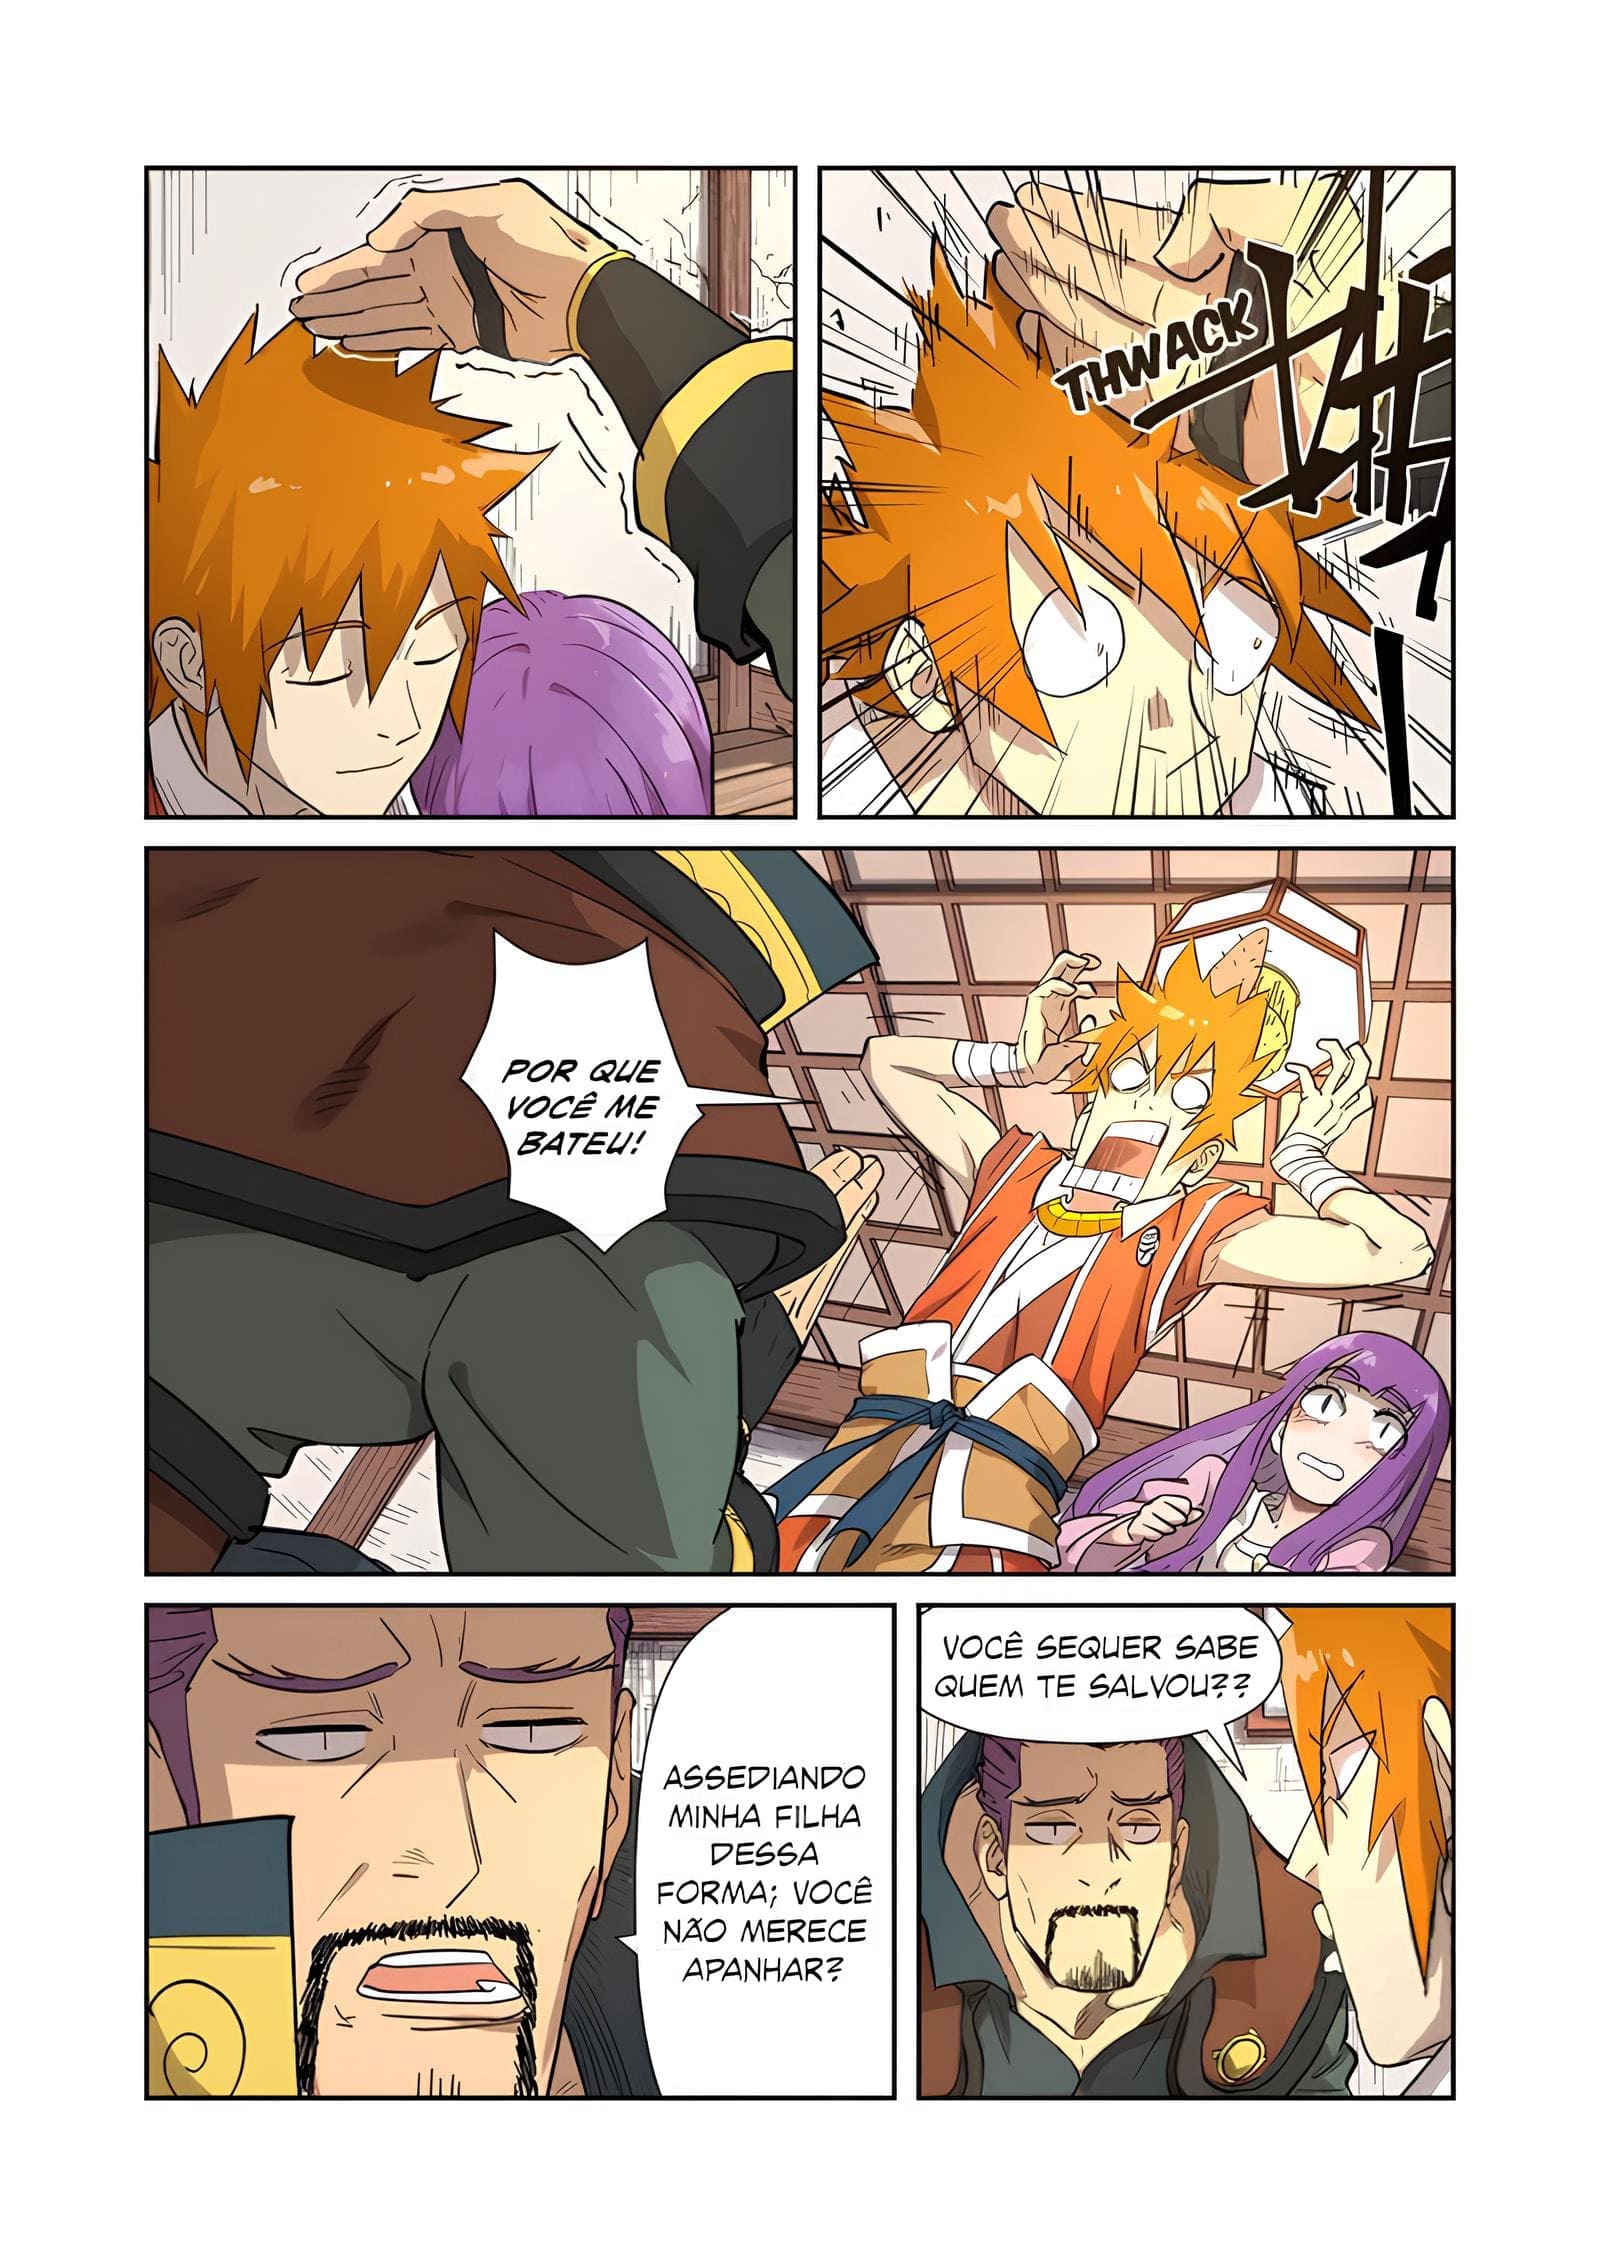 THWACK
POR QUE
VOCÊ ME
BATEU!
ASSEDIANDO
MINHA FILHA
DESSA
FORMA; VOCÊ
NÃO MERECE
APANHAR?
VOCÊ SEQUER SABE
QUEM TE SALVOU??